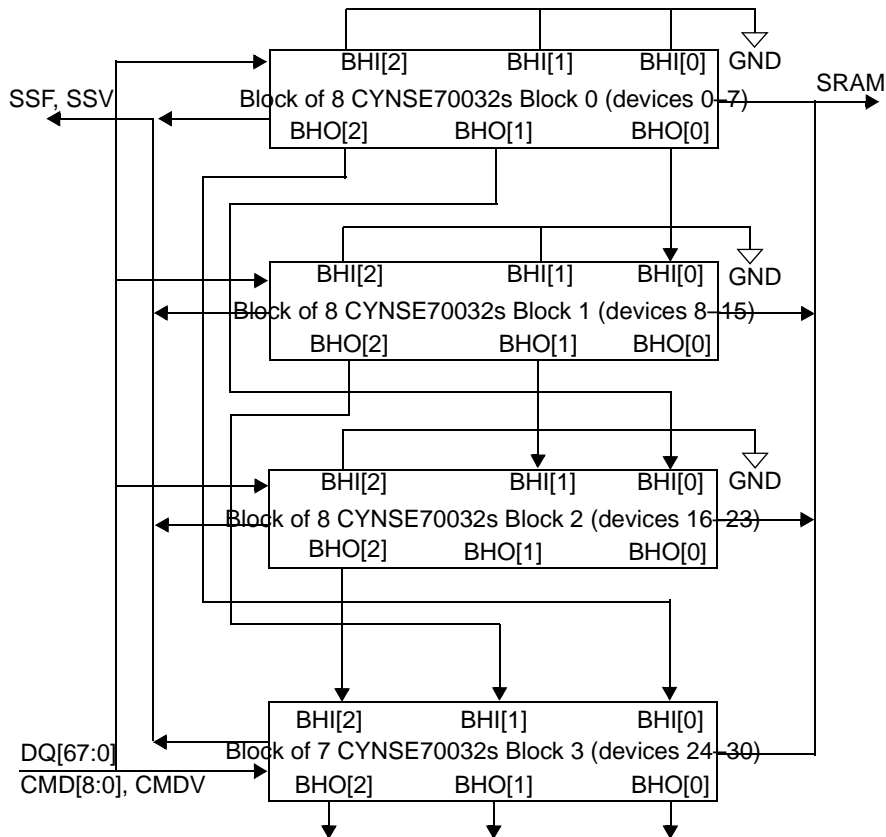 BHI[2] BHI[1] BHI[0] GND
SSF, SSV
SRAM
Block of 8 CYNSE70032s Block 0 (devices 0–7)
BHO[2] BHO[1] BHO[0]
BHI[2] BHI[1] BHI[0] GND
Block of 8 CYNSE70032s Block 1 (devices 8–15)
BHO[2] BHO[1] BHO[0]
BHI[2] BHI[1] BHI[0] GND
Block of 8 CYNSE70032s Block 2 (devices 16–23)
BHO[2] BHO[1] BHO[0]
BHI[2] BHI[1] BHI[0]
DQ[67:0]
Block of 7 CYNSE70032s Block 3 (devices 24–30)
CMD[8:0], CMDV
BHO[2] BHO[1] BHO[0]